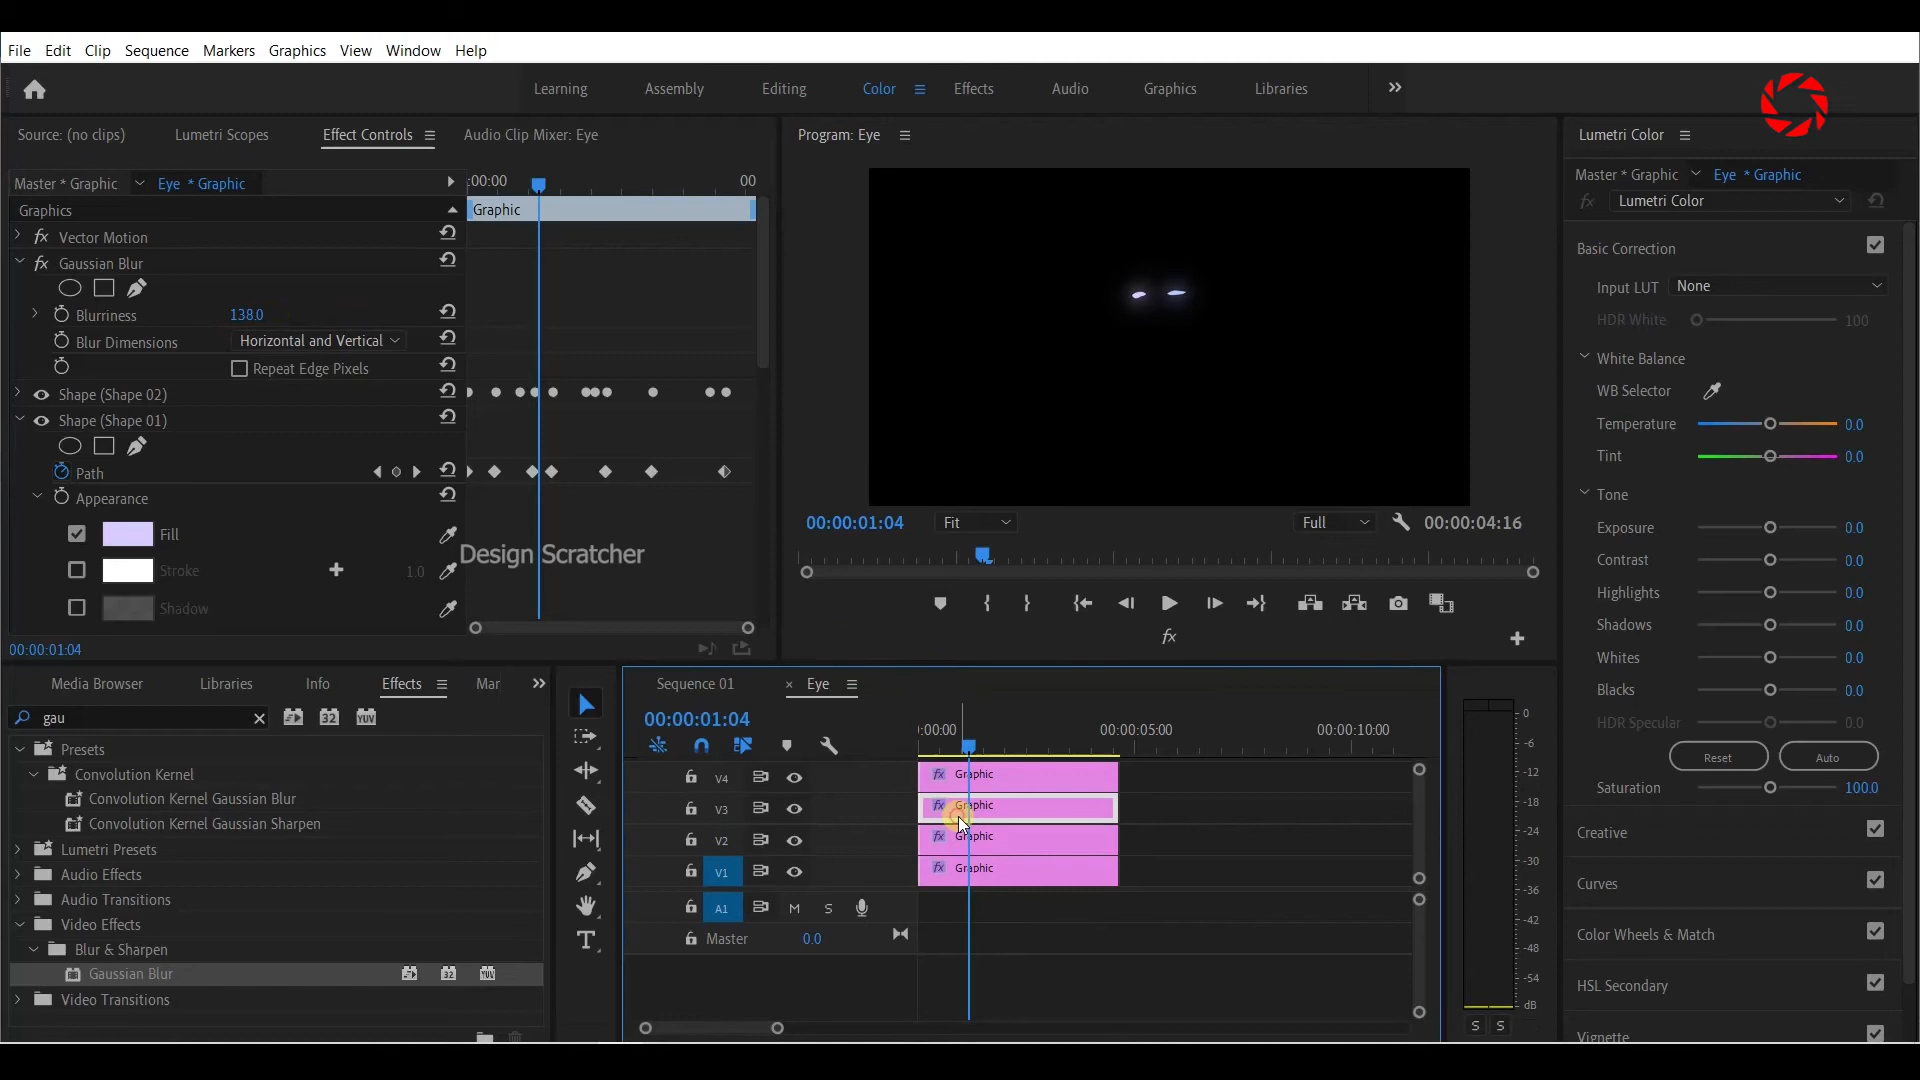 File Edit Clip Sequence Markers Graphics View Window Help
Learning Assembly Editing Color Effects Audio Graphics Libraries
Source: (no clips) Lumetri Scopes Effect Controls Audio Clip Mixer: Eye
Master * Graphic Eye * Graphic :00:00 00
Graphics Graphic
Vector Motion
Gaussian Blur
Blurriness 138.0
Blur Dimensions Horizontal and Vertical
Repeat Edge Pixels
Shape (Shape 02)
Shape (Shape 01)
Path
Appearance
Fill
Stroke 1.0
Shadow
00:00:01:04
Design Scratcher
Program: Eye
00:00:01:04 Fit Full 00:00:04:16
fx
Lumetri Color
Master * Graphic Eye * Graphic
fx Lumetri Color
Basic Correction
Input LUT None
HDR White 100
White Balance
WB Selector
Temperature 0.0
Tint 0.0
Tone
Exposure 0.0
Contrast 0.0
Highlights 0.0
Shadows 0.0
Whites 0.0
Blacks 0.0
HDR Specular 0.0
Reset Auto
Saturation 100.0
Creative
Curves
Color Wheels & Match
HSL Secondary
Vignette
Media Browser Libraries Info Effects Mar
gau 32 YUV
Presets
Convolution Kernel
Convolution Kernel Gaussian Blur
Convolution Kernel Gaussian Sharpen
Lumetri Presets
Audio Effects
Audio Transitions
Video Effects
Blur & Sharpen
Gaussian Blur 32 YUV
Video Transitions
Sequence 01 × Eye
00:00:01:04
:00:00 00:00:05:00 00:00:10:00
V4 fx Graphic
V3 fx Graphic
V2 fx Graphic
V1 fx Graphic
A1 M S
Master 0.0
0
-6
-12
-18
-24
-30
-36
-42
-48
-54
dB
S S